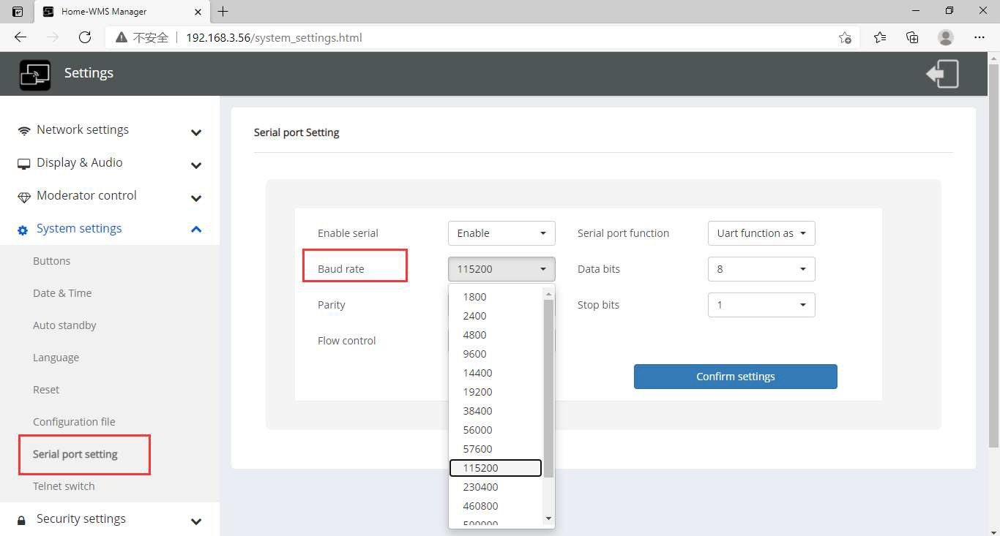 Home-WMS Manager
不安全
192.168.3.56/system_settings.html
Settings
Network settings
Display & Audio
Moderator control
System settings
Buttons
Date & Time
Auto standby
Language
Reset
Configuration file
Serial port setting
Telnet switch
Security settings
Serial port Setting
Enable serial
Enable
Serial port function
Uart function as
Baud rate
115200
Data bits
8
Parity
Stop bits
1
Flow control
1800
2400
4800
9600
14400
19200
38400
56000
57600
115200
230400
460800
500000
Confirm settings